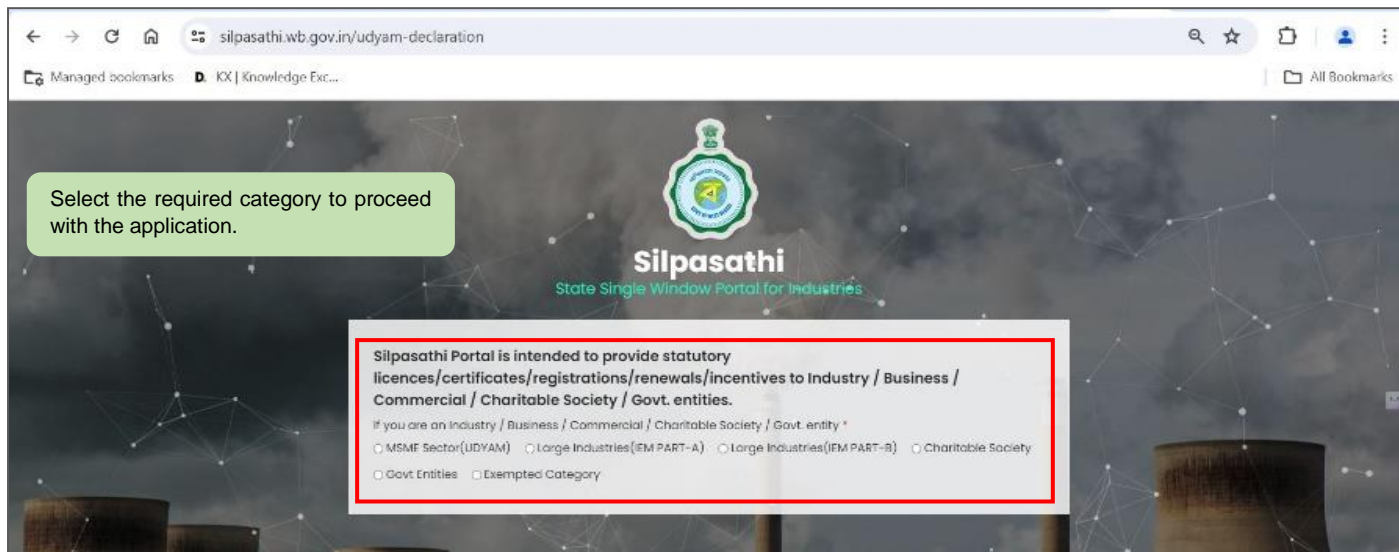 silpasathi.wb.gov.in/udyam-declaration
Managed bookmarks D. KX | Knowledge Exc... All Bookmarks
Select the required category to proceed
with the application.
Silpasathi
State Single Window Portal for Industries
Silpasathi Portal is intended to provide statutory
licences/certificates/registrations/renewals/incentives to Industry / Business /
Commercial / Charitable Society / Govt. entities.
If you are an Industry / Business / Commercial / Charitable Society / Govt. entity *
MSME Sector(UDYAM) Large Industries(IEM PART-A) Large Industries(IEM PART-B) Charitable Society
Govt Entities Exempted Category